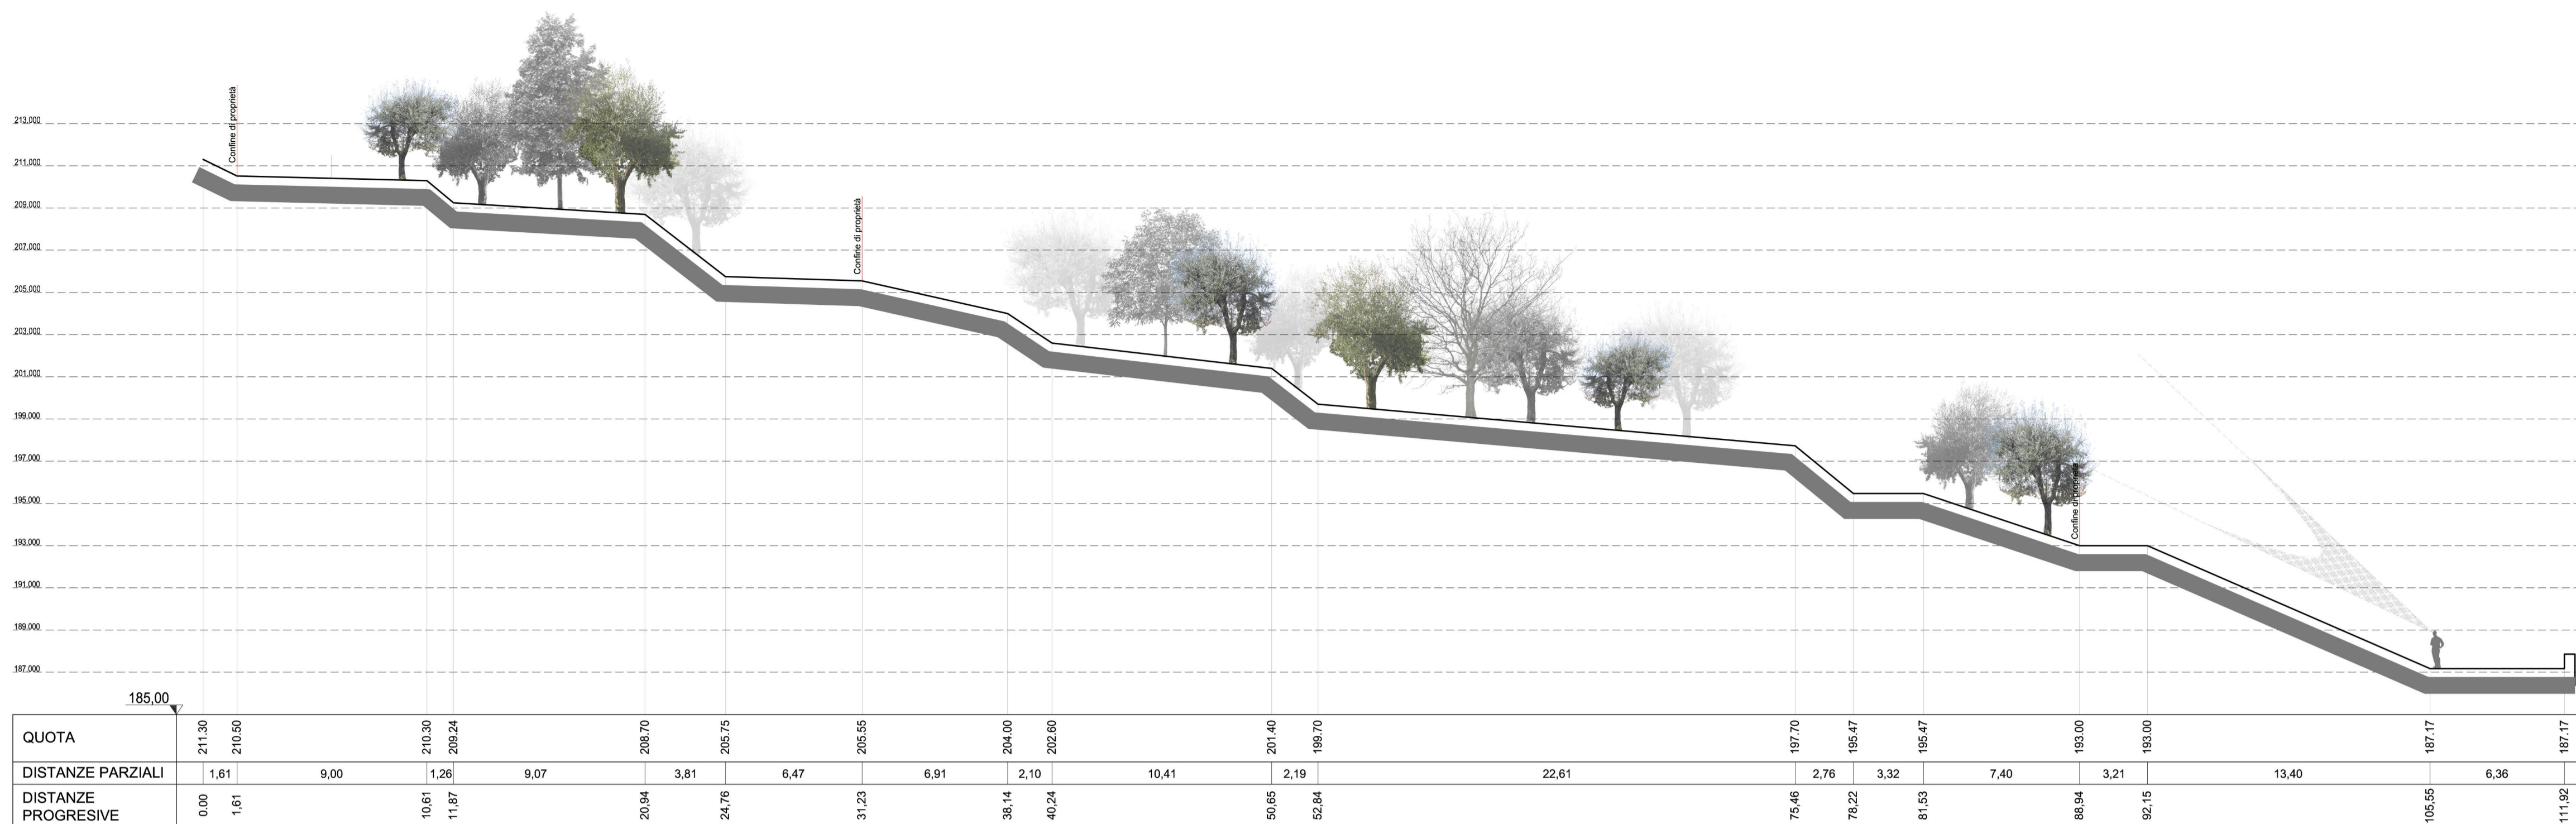 Confine di proprietà
213,000
211,000
209,000
Confine di proprietà
207,000
205,000
203,000
201,000
199,000
197,000
Confine di proprietà
195,000
193,000
191,000
189,000
187,000
185,00
QUOTA 211.30 210.50 210.30 209.24 208.70 205.75 205.55 204.00 202.60 201.40 199.70 197.70 195.47 195.47 193.00 193.00 187.17 187.17
DISTANZE PARZIALI 1,61 9,00 1,26 9,07 3,81 6,47 6,91 2,10 10,41 2,19 22,61 2,76 3,32 7,40 3,21 13,40 6,36
DISTANZE
PROGRESIVE 0.00 1,61 10,61 11,87 20,94 24,76 31,23 38,14 40,24 50,65 52,84 75,46 78,22 81,53 88,94 92,15 105,55 111,92